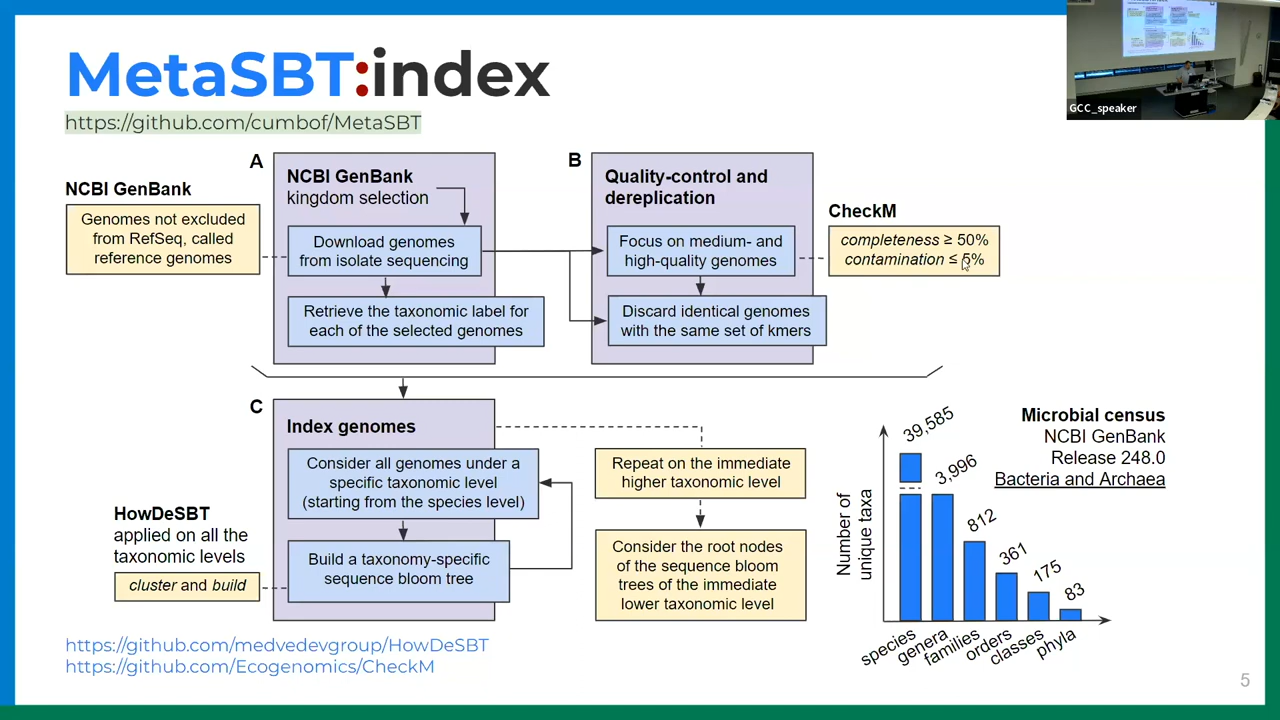 MetaSBT:index
https://github.com/cumbof/MetaSBT
GCC_speaker
A
NCBI GenBank
kingdom selection
NCBI GenBank
Genomes not excluded
from RefSeq, called
reference genomes
Download genomes
from isolate sequencing
Retrieve the taxonomic label for
each of the selected genomes
B
Quality-control and
dereplication
Focus on medium- and
high-quality genomes
Discard identical genomes
with the same set of kmers
CheckM
completeness ≥ 50%
contamination ≤ 5%
C
Index genomes
Consider all genomes under a
specific taxonomic level
(starting from the species level)
Build a taxonomy-specific
sequence bloom tree
HowDeSBT
applied on all the
taxonomic levels
cluster and build
Repeat on the immediate
higher taxonomic level
Consider the root nodes
of the sequence bloom
trees of the immediate
lower taxonomic level
Microbial census
NCBI GenBank
Release 248.0
Bacteria and Archaea
Number of
unique taxa
39,585
3,996
812
361
175
83
species
genera
families
orders
classes
phyla
https://github.com/medvedevgroup/HowDeSBT
https://github.com/Ecogenomics/CheckM
5